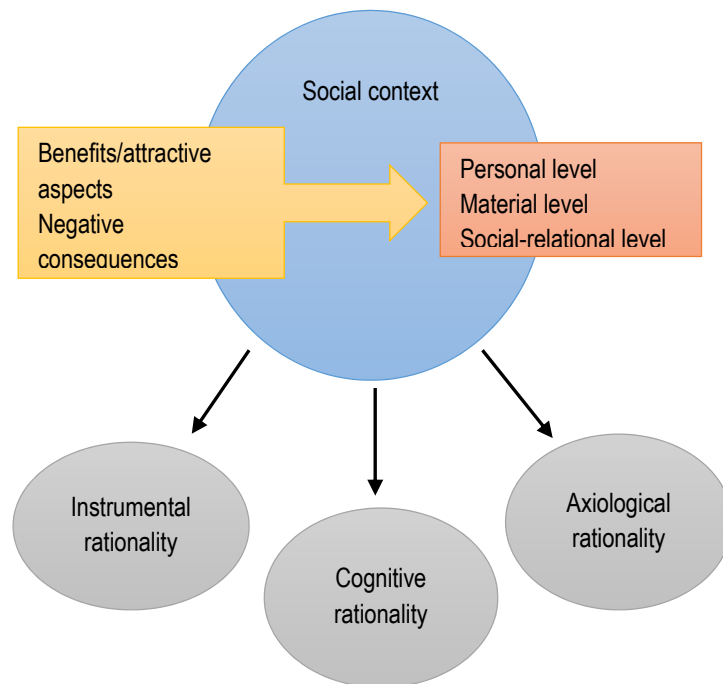 Social context
Benefits/attractive
aspects
Negative
consequences
Personal level
Material level
Social-relational level
Instrumental
rationality
Cognitive
rationality
Axiological
rationality